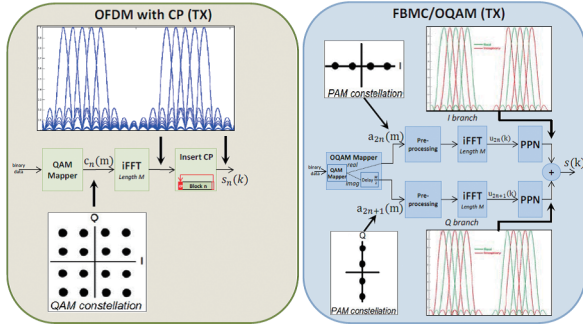 OFDM with CP (TX)
binary
data
QAM
Mapper
c_n(m)
iFFT
Length M
Insert CP
Block n
s_n(k)
Q
I
QAM constellation
FBMC/OQAM (TX)
I
PAM constellation
I branch
a_2n(m)
binary
data
OQAM Mapper
QAM
Mapper
real
imag
Delay
Pre-
processing
iFFT
Length M
u_2n(k)
PPN
+
s(k)
Pre-
processing
iFFT
Length M
u_2n+1(k)
PPN
a_2n+1(m)
Q branch
Q
PAM constellation